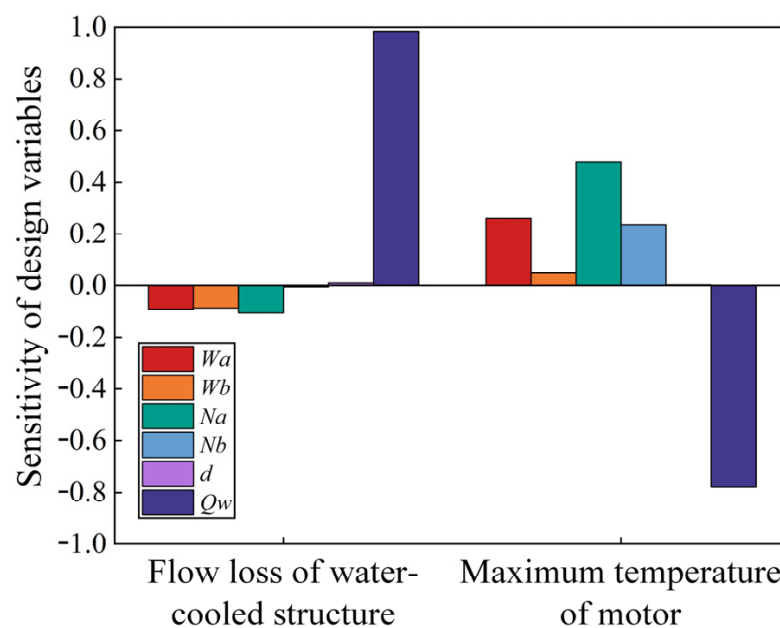 Sensitivity of design variables
1.0
0.8
0.6
0.4
0.2
0.0
-0.2
-0.4
-0.6
-0.8
-1.0
Wa
Wb
Na
Nb
d
Qw
Flow loss of water-
cooled structure
Maximum temperature
of motor